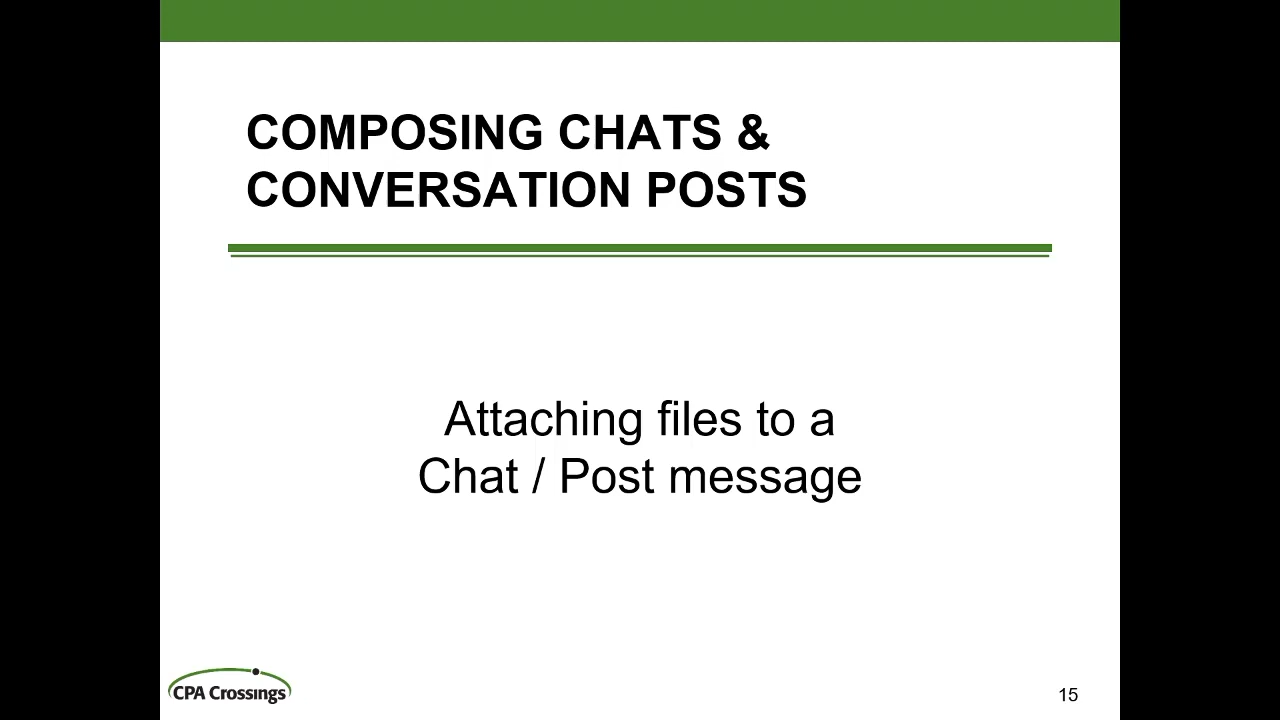 COMPOSING CHATS &
CONVERSATION POSTS
Attaching files to a
Chat / Post message
CPA Crossings
15